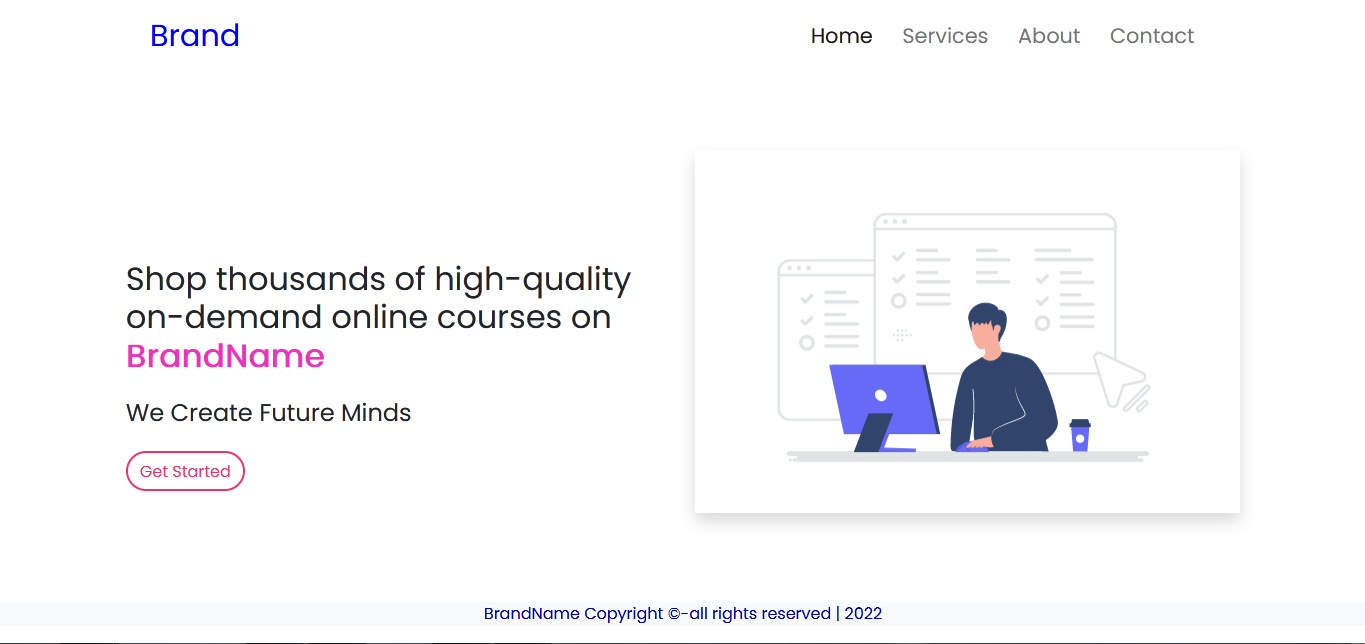 Brand
Home Services About Contact
Shop thousands of high-quality
on-demand online courses on
BrandName
We Create Future Minds
Get Started
BrandName Copyright ©-all rights reserved | 2022